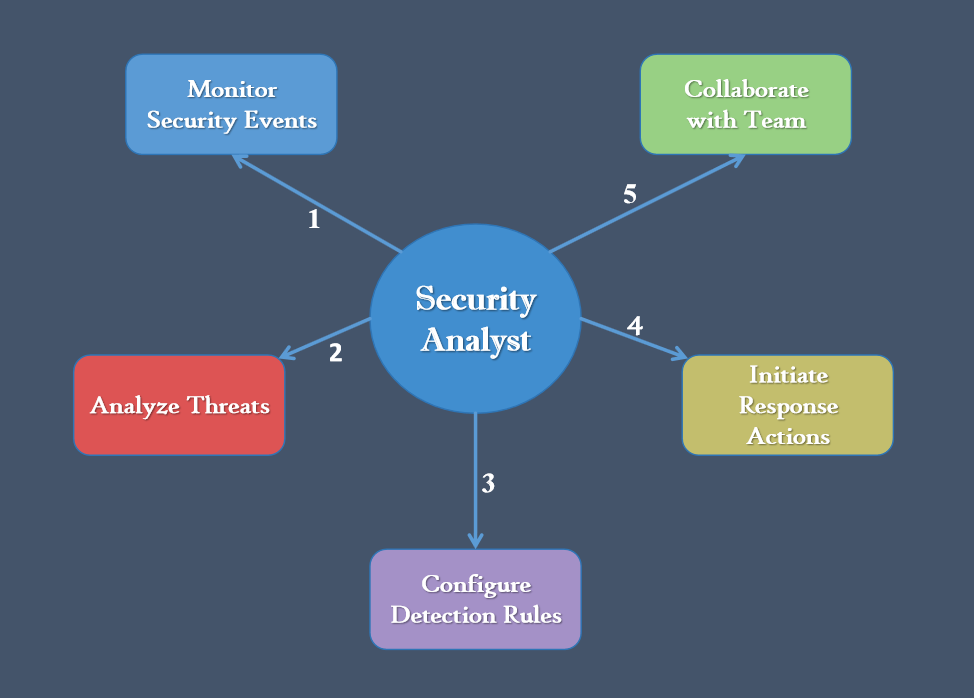 Monitor
Security Events
Collaborate
with Team
1
5
Security
Analyst
2
4
Analyze Threats
Initiate
Response
Actions
3
Configure
Detection Rules